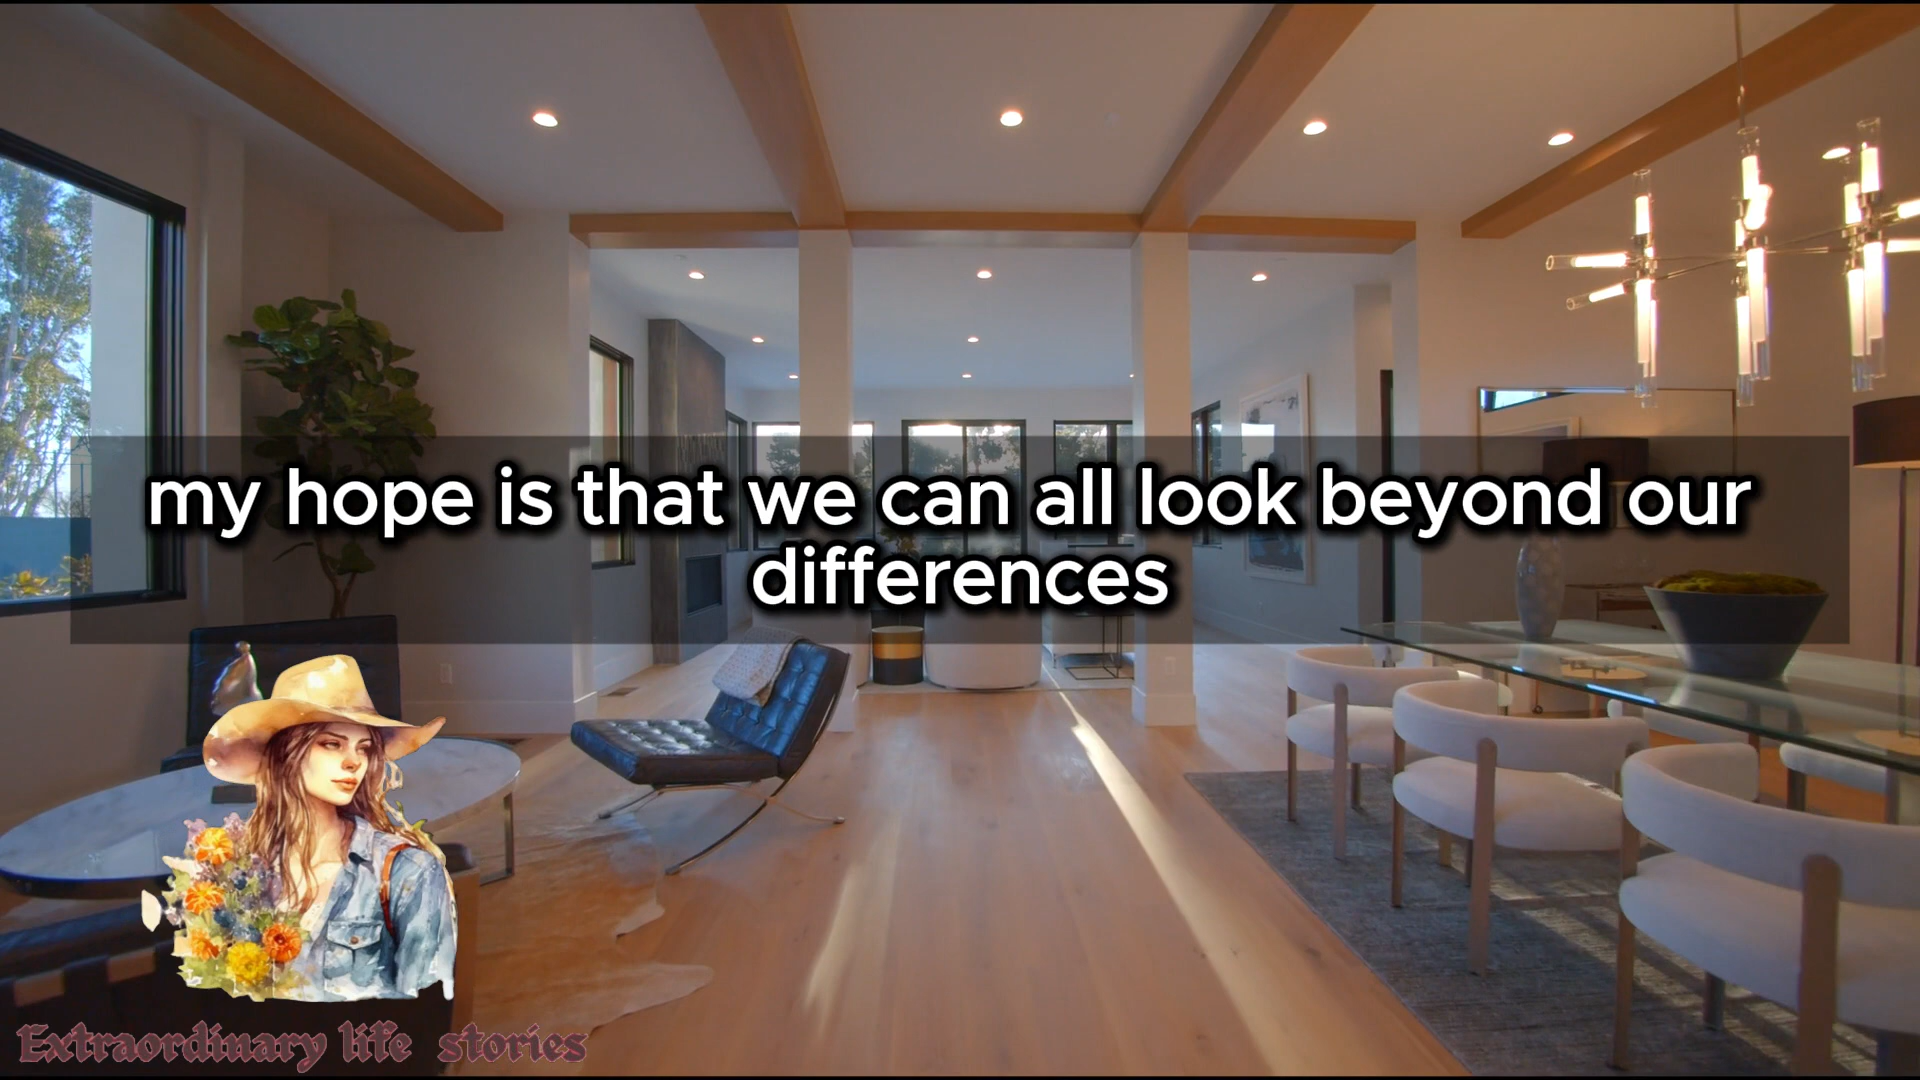 my hope is that we can all look beyond our
differences
Extraordinary life stories